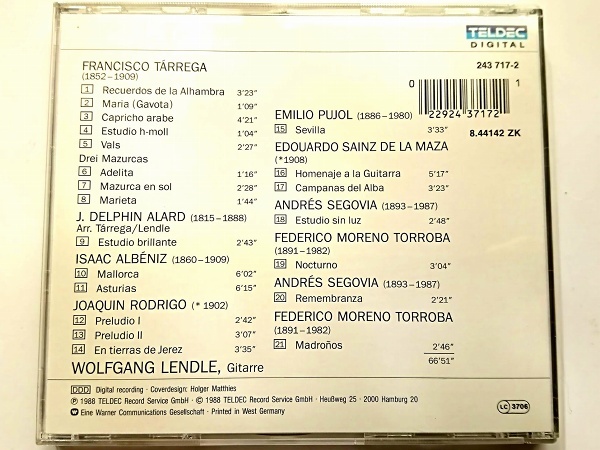 TELDEC
DIGITAL
243 717-2
0 22924 37172 1
8.44142 ZK
FRANCISCO TÁRREGA
(1852–1909)
1 Recuerdos de la Alhambra 3’23”
2 Maria (Gavota) 1’09”
3 Capricho arabe 4’21”
4 Estudio h-moll 1’04”
5 Vals 2’27”
Drei Mazurcas
6 Adelita 1’16”
7 Mazurca en sol 2’28”
8 Marieta 1’44”
J. DELPHIN ALARD (1815–1888)
Arr. Tárrega/Lendle
9 Estudio brillante 2’43”
ISAAC ALBÉNIZ (1860–1909)
10 Mallorca 6’02”
11 Asturias 6’15”
JOAQUIN RODRIGO (* 1902)
12 Preludio I 2’42”
13 Preludio II 3’07”
14 En tierras de Jerez 3’35”
EMILIO PUJOL (1886–1980)
15 Sevilla 3’33”
EDOUARDO SAINZ DE LA MAZA
(*1908)
16 Homenaje a la Guitarra 5’17”
17 Campanas del Alba 3’23”
ANDRÉS SEGOVIA (1893–1987)
18 Estudio sin luz 2’48”
FEDERICO MORENO TORROBA
(1891–1982)
19 Nocturno 3’04”
ANDRÉS SEGOVIA (1893–1987)
20 Remembranza 2’21”
FEDERICO MORENO TORROBA
(1891–1982)
21 Madroños 2’46”
66’51”
WOLFGANG LENDLE, Gitarre
DDD Digital recording · Coverdesign: Holger Matthies
℗ 1988 TELDEC Record Service GmbH · © 1988 TELDEC Record Service GmbH · Heußweg 25 · 2000 Hamburg 20
Eine Warner Communications Gesellschaft · Printed in West Germany
LC 3706